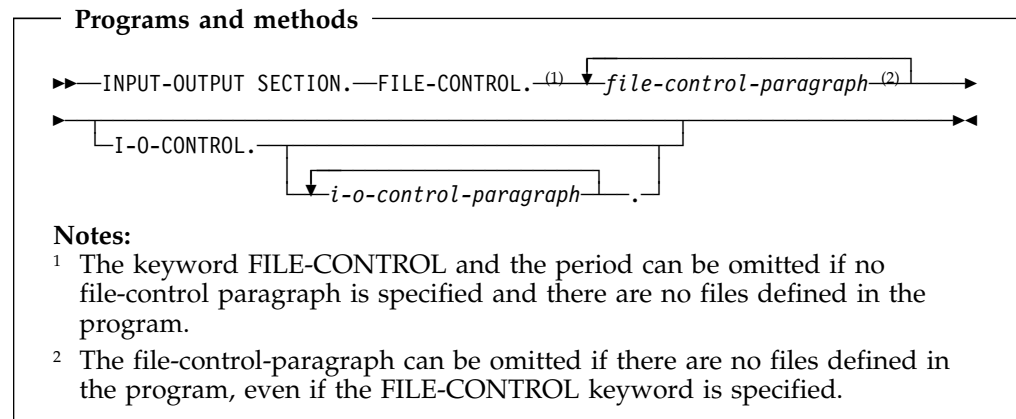 Programs and methods
INPUT-OUTPUT SECTION. FILE-CONTROL. (1) file-control-paragraph (2)
I-O-CONTROL.
i-o-control-paragraph .
Notes:
1 The keyword FILE-CONTROL and the period can be omitted if no
file-control paragraph is specified and there are no files defined in the
program.
2 The file-control-paragraph can be omitted if there are no files defined in
the program, even if the FILE-CONTROL keyword is specified.